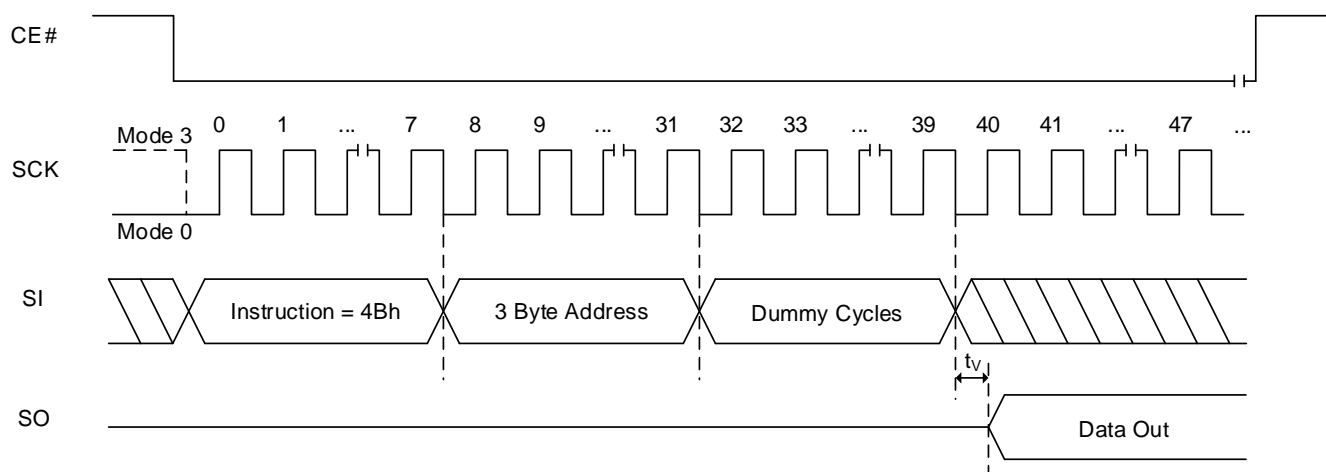 CE#
Mode 3 0 1 ... 7 8 9 ... 31 32 33 ... 39 40 41 ... 47 ...
SCK
Mode 0
SI Instruction = 4Bh 3 Byte Address Dummy Cycles
tV
SO Data Out